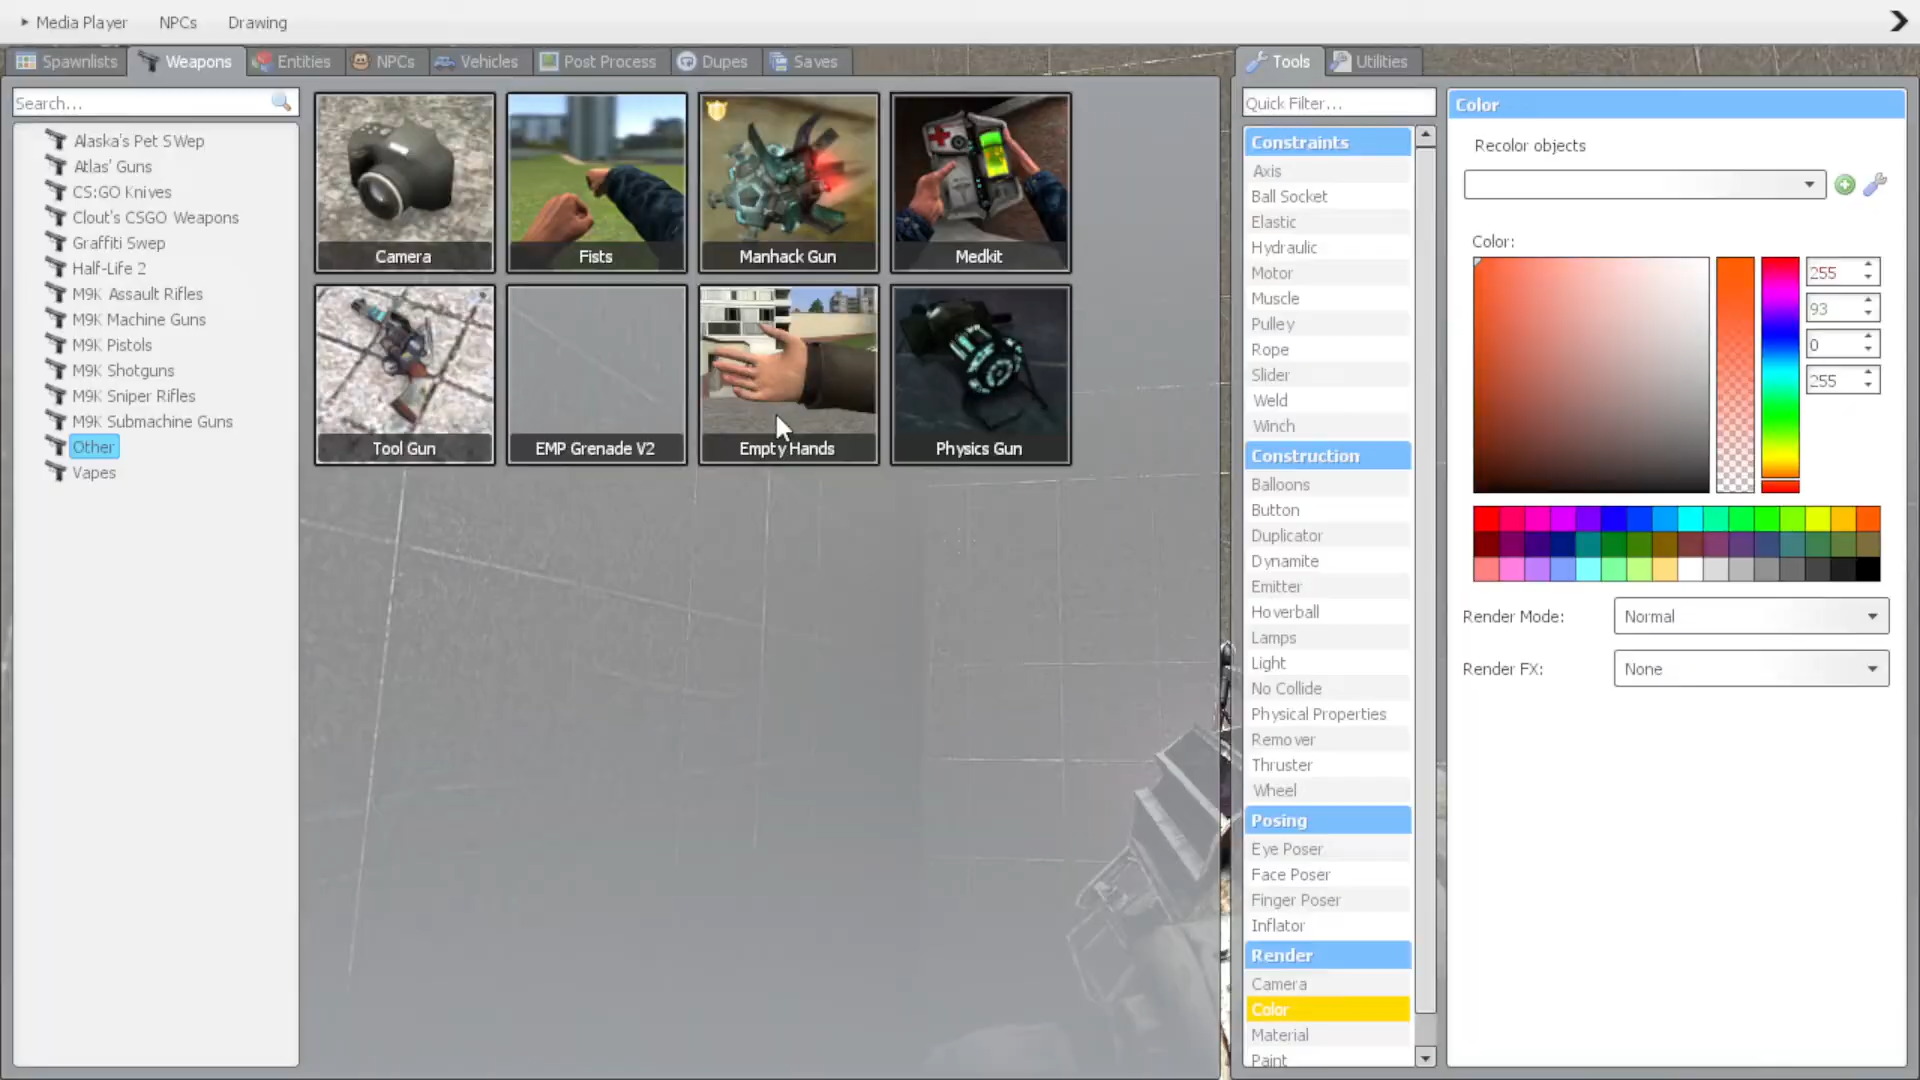 Media Player NPCs Drawing
Spawnlists Weapons Entities NPCs Vehicles Post Process Dupes Saves
Tools Utilities
Search...
Alaska's Pet SWep
Atlas' Guns
CS:GO Knives
Clout's CSGO Weapons
Graffiti Swep
Half-Life 2
M9K Assault Rifles
M9K Machine Guns
M9K Pistols
M9K Shotguns
M9K Sniper Rifles
M9K Submachine Guns
Other
Vapes
Camera Fists Manhack Gun Medkit
Tool Gun EMP Grenade V2 Empty Hands Physics Gun
Quick Filter...
Constraints
Axis
Ball Socket
Elastic
Hydraulic
Motor
Muscle
Pulley
Rope
Slider
Weld
Winch
Construction
Balloons
Button
Duplicator
Dynamite
Emitter
Hoverball
Lamps
Light
No Collide
Physical Properties
Remover
Thruster
Wheel
Posing
Eye Poser
Face Poser
Finger Poser
Inflator
Render
Camera
Color
Material
Paint
Color
Recolor objects
Color:
255
93
0
255
Render Mode: Normal
Render FX: None